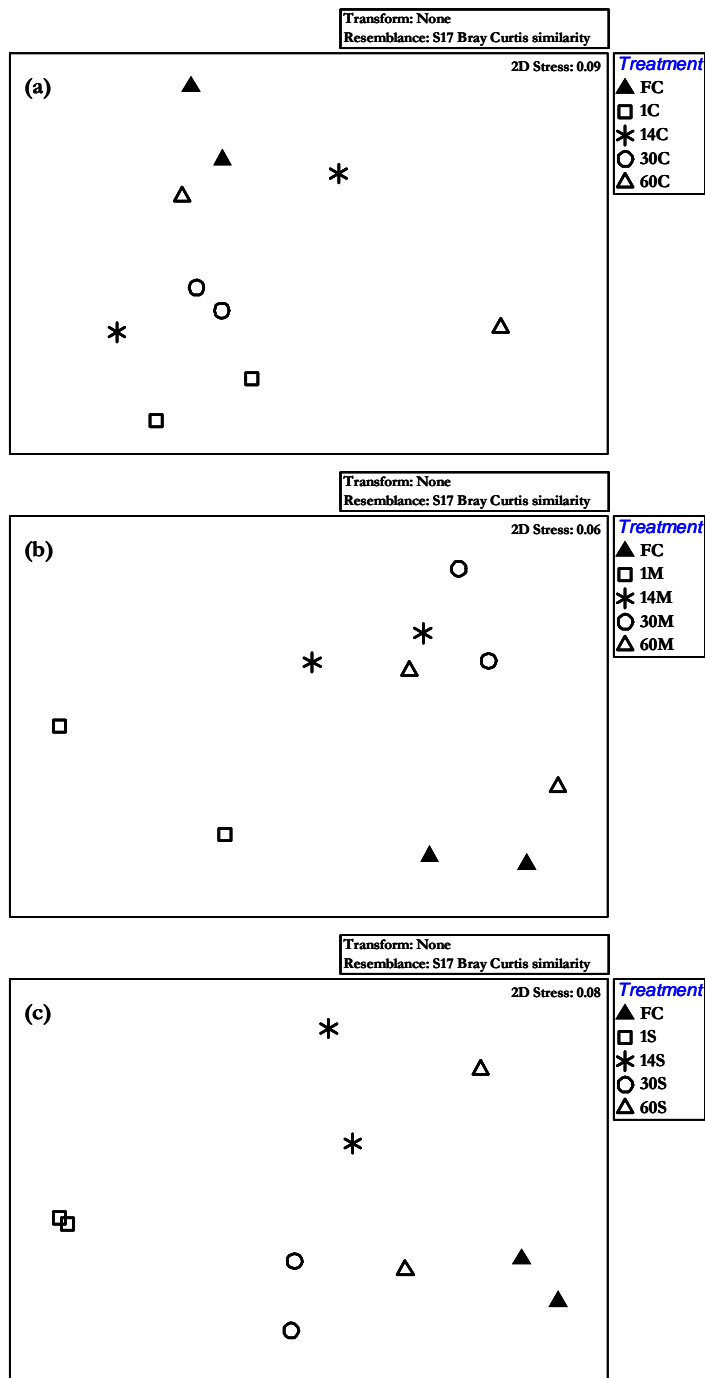 Transform: None
Resemblance: S17 Bray Curtis similarity
(a)
2D Stress: 0.09
Treatment
FC
1C
14C
30C
60C
Transform: None
Resemblance: S17 Bray Curtis similarity
(b)
2D Stress: 0.06
Treatment
FC
1M
14M
30M
60M
Transform: None
Resemblance: S17 Bray Curtis similarity
(c)
2D Stress: 0.08
Treatment
FC
1S
14S
30S
60S